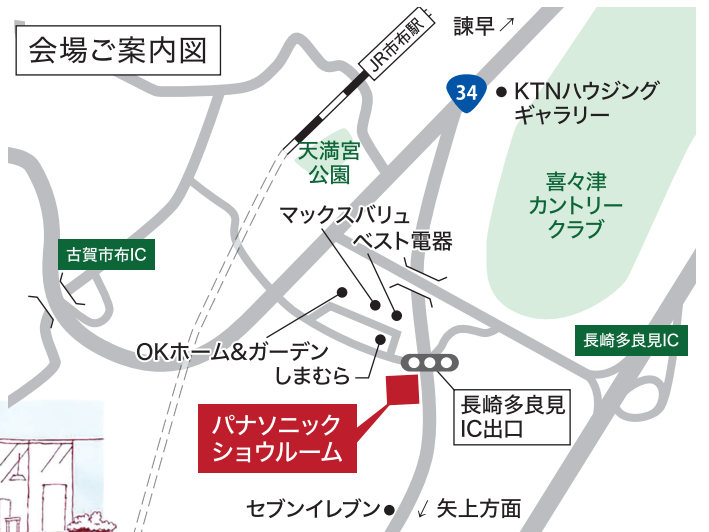 会場ご案内図
JR市布駅
諫早↗
34
KTNハウジング
ギャラリー
天満宮
公園
喜々津
カントリー
クラブ
マックスバリュ
ベスト電器
古賀市布IC
長崎多良見IC
OKホーム&ガーデン
しまむら
長崎多良見
IC出口
パナソニック
ショウルーム
セブンイレブン
↙ 矢上方面